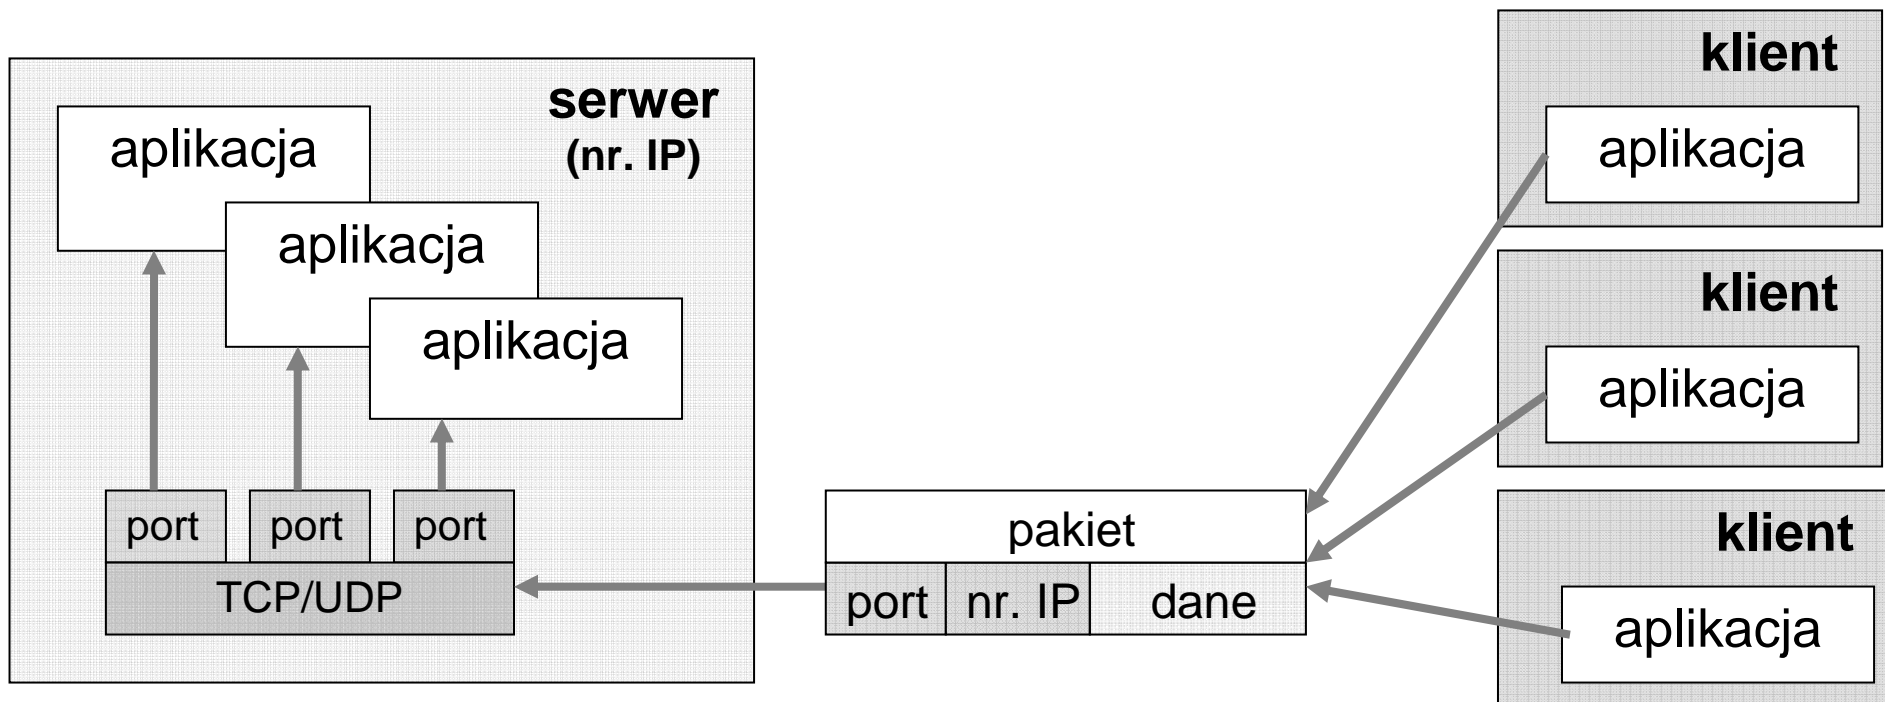 serwer
(nr. IP)
aplikacja
aplikacja
aplikacja
port
port
port
TCP/UDP
pakiet
port
nr. IP
dane
klient
aplikacja
klient
aplikacja
klient
aplikacja